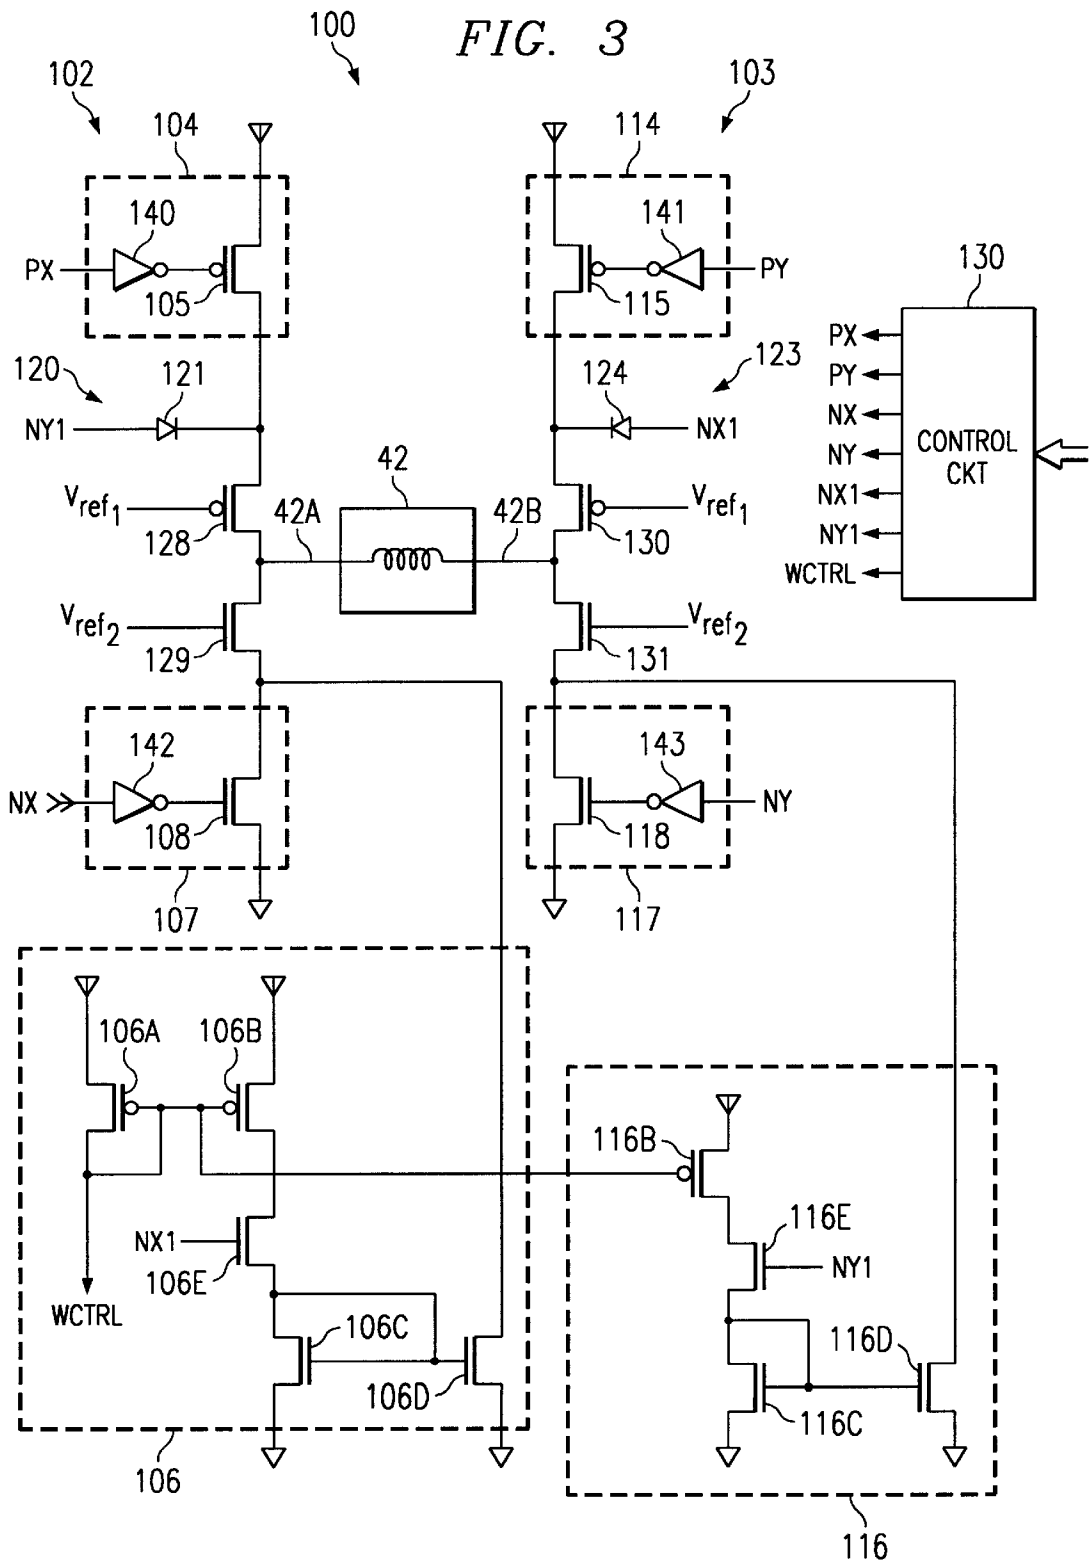 FIG. 3
100
102
103
104
114
140
141
PX
105
115
PY
130
PX
PY
NX
NY
NX1
NY1
WCTRL
CONTROL
CKT
120
121
NY1
124
123
NX1
Vref1
128
42A
42
42B
130
Vref1
Vref2
129
131
Vref2
142
143
NX
108
118
NY
107
117
106A
106B
116B
NX1
106E
116E
NY1
WCTRL
106C
106D
116D
116C
106
116